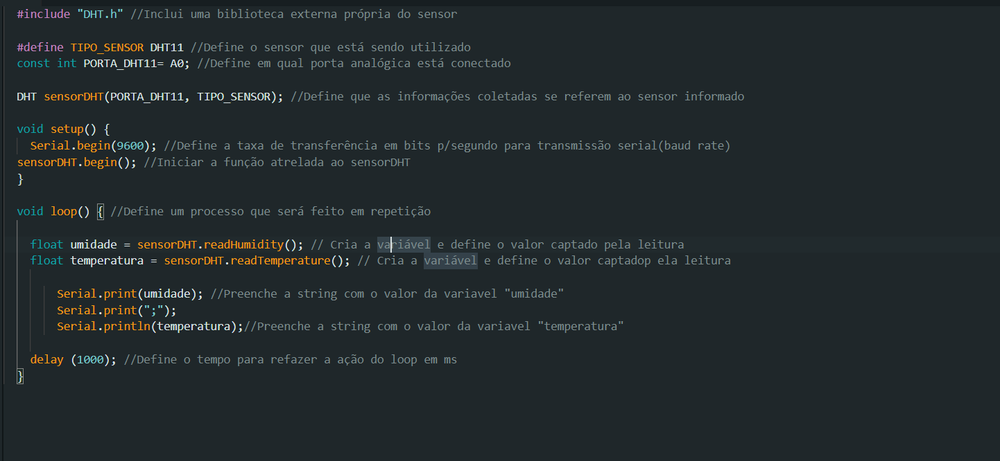 #include "DHT.h" //Inclui uma biblioteca externa própria do sensor
#define TIPO_SENSOR DHT11 //Define o sensor que está sendo utilizado
const int PORTA_DHT11= A0; //Define em qual porta analógica está conectado
DHT sensorDHT(PORTA_DHT11, TIPO_SENSOR); //Define que as informações coletadas se referem ao sensor informado
void setup() {
Serial.begin(9600); //Define a taxa de transferência em bits p/segundo para transmissão serial(baud rate)
sensorDHT.begin(); //Iniciar a função atrelada ao sensorDHT
}
void loop() { //Define um processo que será feito em repetição
float umidade = sensorDHT.readHumidity(); // Cria a variável e define o valor captado pela leitura
float temperatura = sensorDHT.readTemperature(); // Cria a variável e define o valor captadop ela leitura
Serial.print(umidade); //Preenche a string com o valor da variavel "umidade"
Serial.print(";");
Serial.println(temperatura);//Preenche a string com o valor da variavel "temperatura"
delay (1000); //Define o tempo para refazer a ação do loop em ms
}